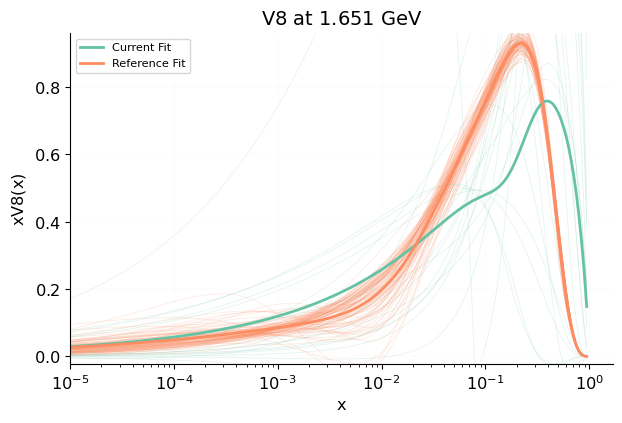 V8 at 1.651 GeV
Current Fit
Reference Fit
xV8(x)
0.8
0.6
0.4
0.2
0.0
10⁻⁵ 10⁻⁴ 10⁻³ 10⁻² 10⁻¹ 10⁰
x